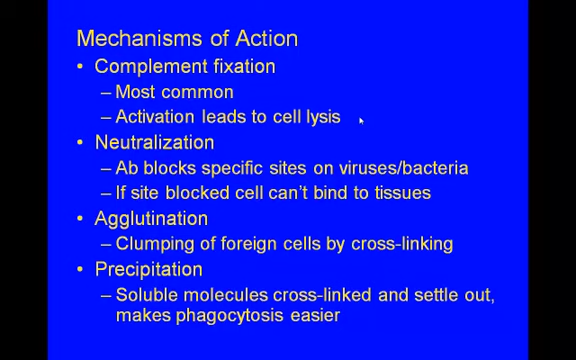 Mechanisms of Action
• Complement fixation
– Most common
– Activation leads to cell lysis
• Neutralization
– Ab blocks specific sites on viruses/bacteria
– If site blocked cell can't bind to tissues
• Agglutination
– Clumping of foreign cells by cross-linking
• Precipitation
– Soluble molecules cross-linked and settle out,
makes phagocytosis easier